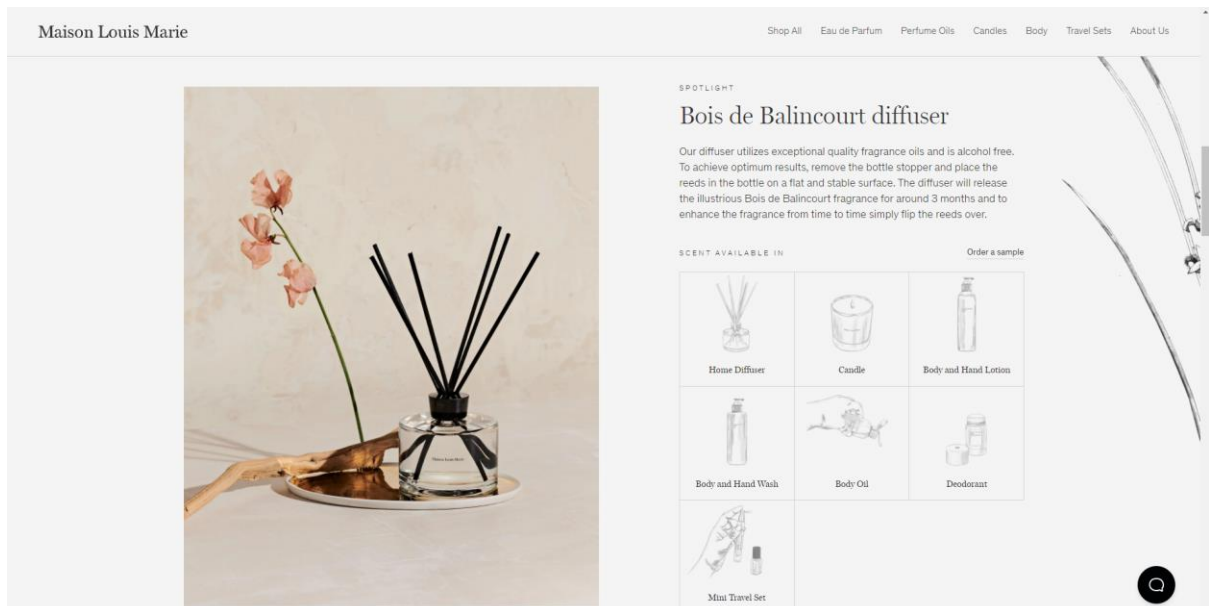 Maison Louis Marie
Shop All Eau de Parfum Perfume Oils Candles Body Travel Sets About Us
SPOTLIGHT
Bois de Balincourt diffuser
Our diffuser utilizes exceptional quality fragrance oils and is alcohol free.
To achieve optimum results, remove the bottle stopper and place the
reeds in the bottle on a flat and stable surface. The diffuser will release
the illustrious Bois de Balincourt fragrance for around 3 months and to
enhance the fragrance from time to time simply flip the reeds over.
SCENT AVAILABLE IN Order a sample
Home Diffuser Candle Body and Hand Lotion
Body and Hand Wash Body Oil Deodorant
Mini Travel Set
Maison Louis Marie